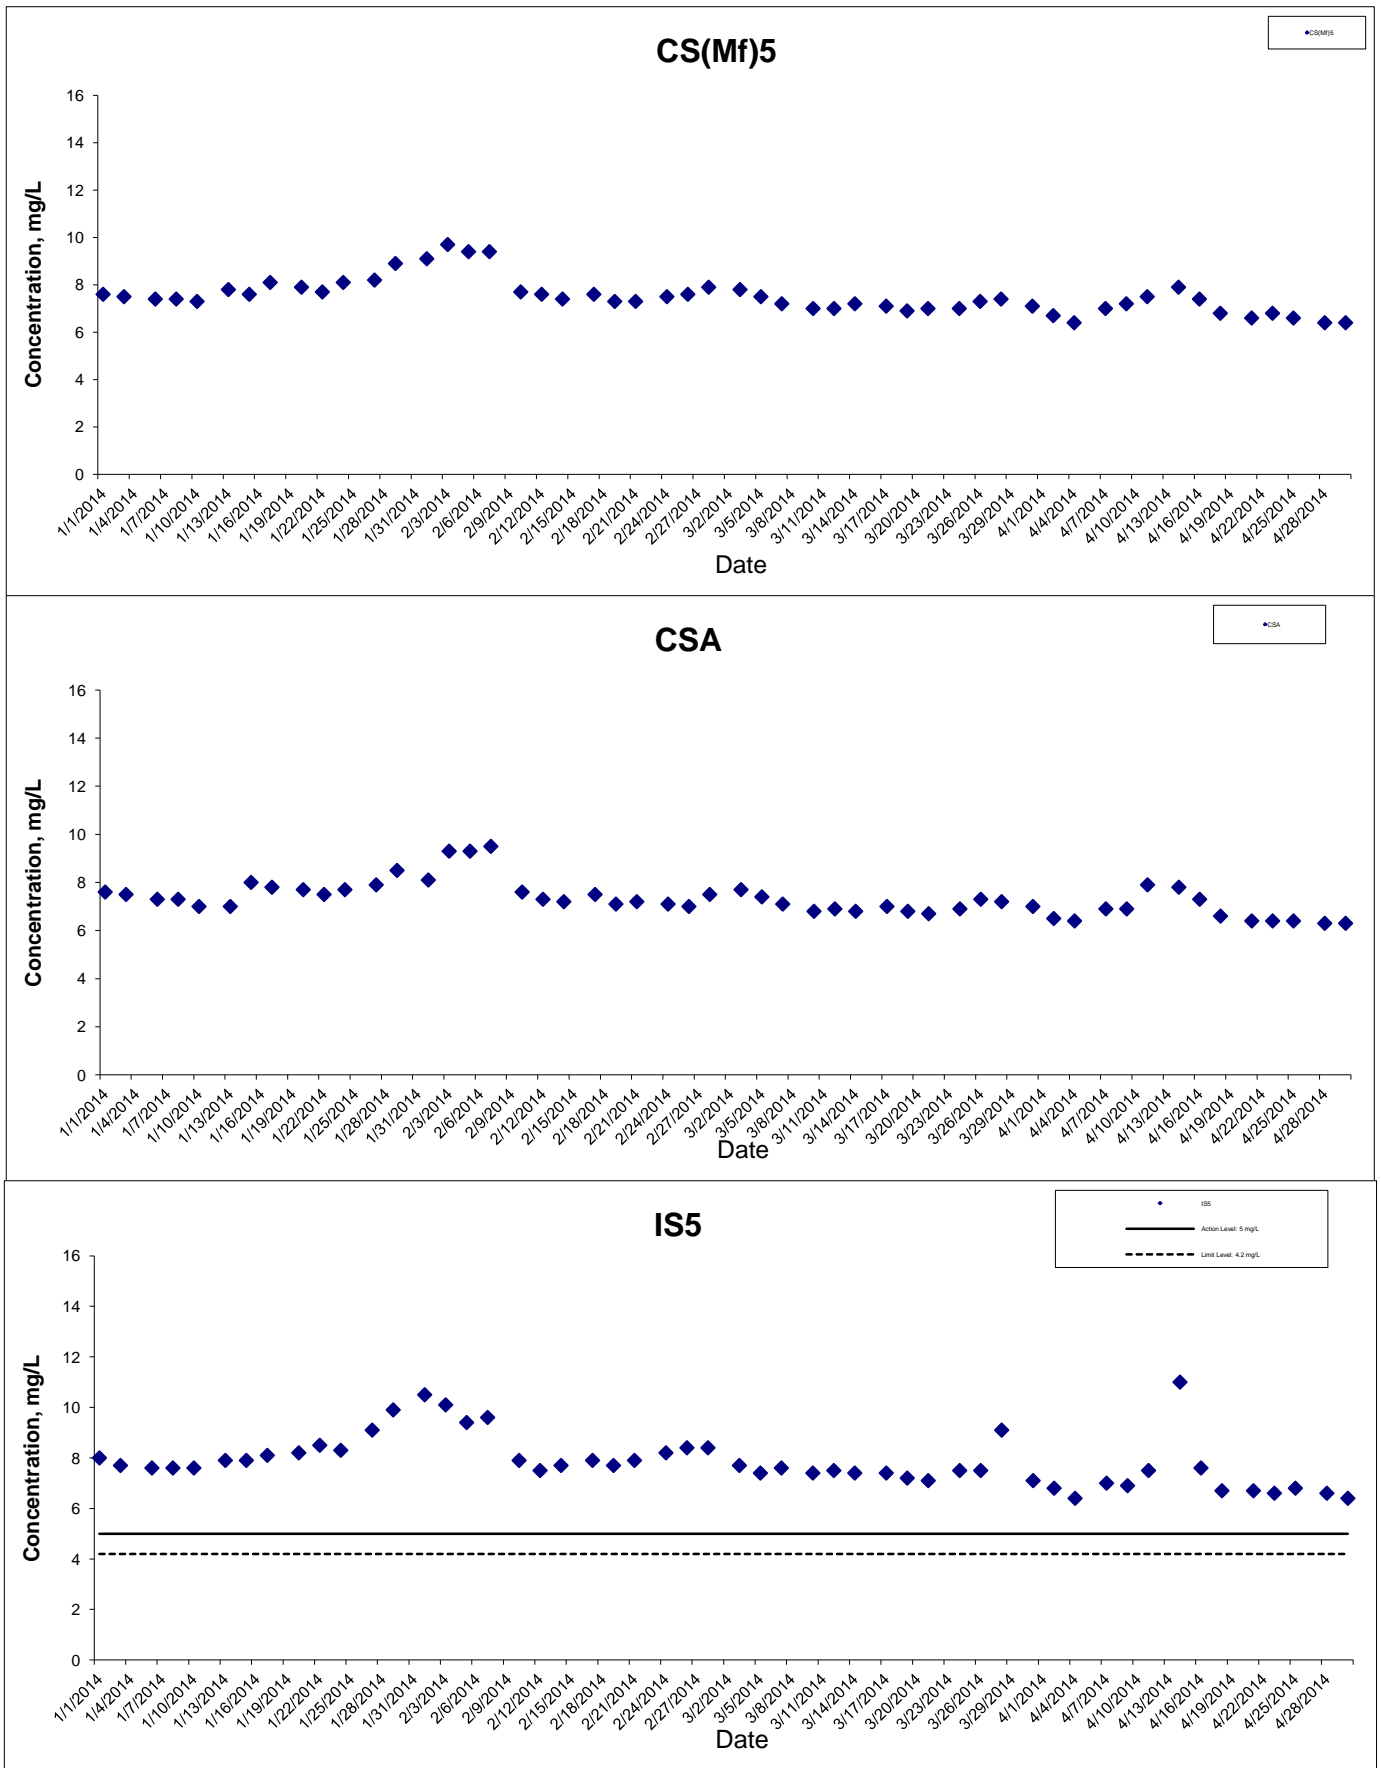 CS(Mf)5
CS(Mf)5
16
14
12
10
8
6
4
2
0
Concentration, mg/L
1/1/2014 1/4/2014 1/7/2014 1/10/2014 1/13/2014 1/16/2014 1/19/2014 1/22/2014 1/25/2014 1/28/2014 1/31/2014 2/3/2014 2/6/2014 2/9/2014 2/12/2014 2/15/2014 2/18/2014 2/21/2014 2/24/2014 2/27/2014 3/2/2014 3/5/2014 3/8/2014 3/11/2014 3/14/2014 3/17/2014 3/20/2014 3/23/2014 3/26/2014 3/29/2014 4/1/2014 4/4/2014 4/7/2014 4/10/2014 4/13/2014 4/16/2014 4/19/2014 4/22/2014 4/25/2014 4/28/2014
Date
CSA
CSA
16
14
12
10
8
6
4
2
0
Concentration, mg/L
1/1/2014 1/4/2014 1/7/2014 1/10/2014 1/13/2014 1/16/2014 1/19/2014 1/22/2014 1/25/2014 1/28/2014 1/31/2014 2/3/2014 2/6/2014 2/9/2014 2/12/2014 2/15/2014 2/18/2014 2/21/2014 2/24/2014 2/27/2014 3/2/2014 3/5/2014 3/8/2014 3/11/2014 3/14/2014 3/17/2014 3/20/2014 3/23/2014 3/26/2014 3/29/2014 4/1/2014 4/4/2014 4/7/2014 4/10/2014 4/13/2014 4/16/2014 4/19/2014 4/22/2014 4/25/2014 4/28/2014
Date
IS5
IS5
Action Level: 5 mg/L
Limit Level: 4.2 mg/L
16
14
12
10
8
6
4
2
0
Concentration, mg/L
1/1/2014 1/4/2014 1/7/2014 1/10/2014 1/13/2014 1/16/2014 1/19/2014 1/22/2014 1/25/2014 1/28/2014 1/31/2014 2/3/2014 2/6/2014 2/9/2014 2/12/2014 2/15/2014 2/18/2014 2/21/2014 2/24/2014 2/27/2014 3/2/2014 3/5/2014 3/8/2014 3/11/2014 3/14/2014 3/17/2014 3/20/2014 3/23/2014 3/26/2014 3/29/2014 4/1/2014 4/4/2014 4/7/2014 4/10/2014 4/13/2014 4/16/2014 4/19/2014 4/22/2014 4/25/2014 4/28/2014
Date